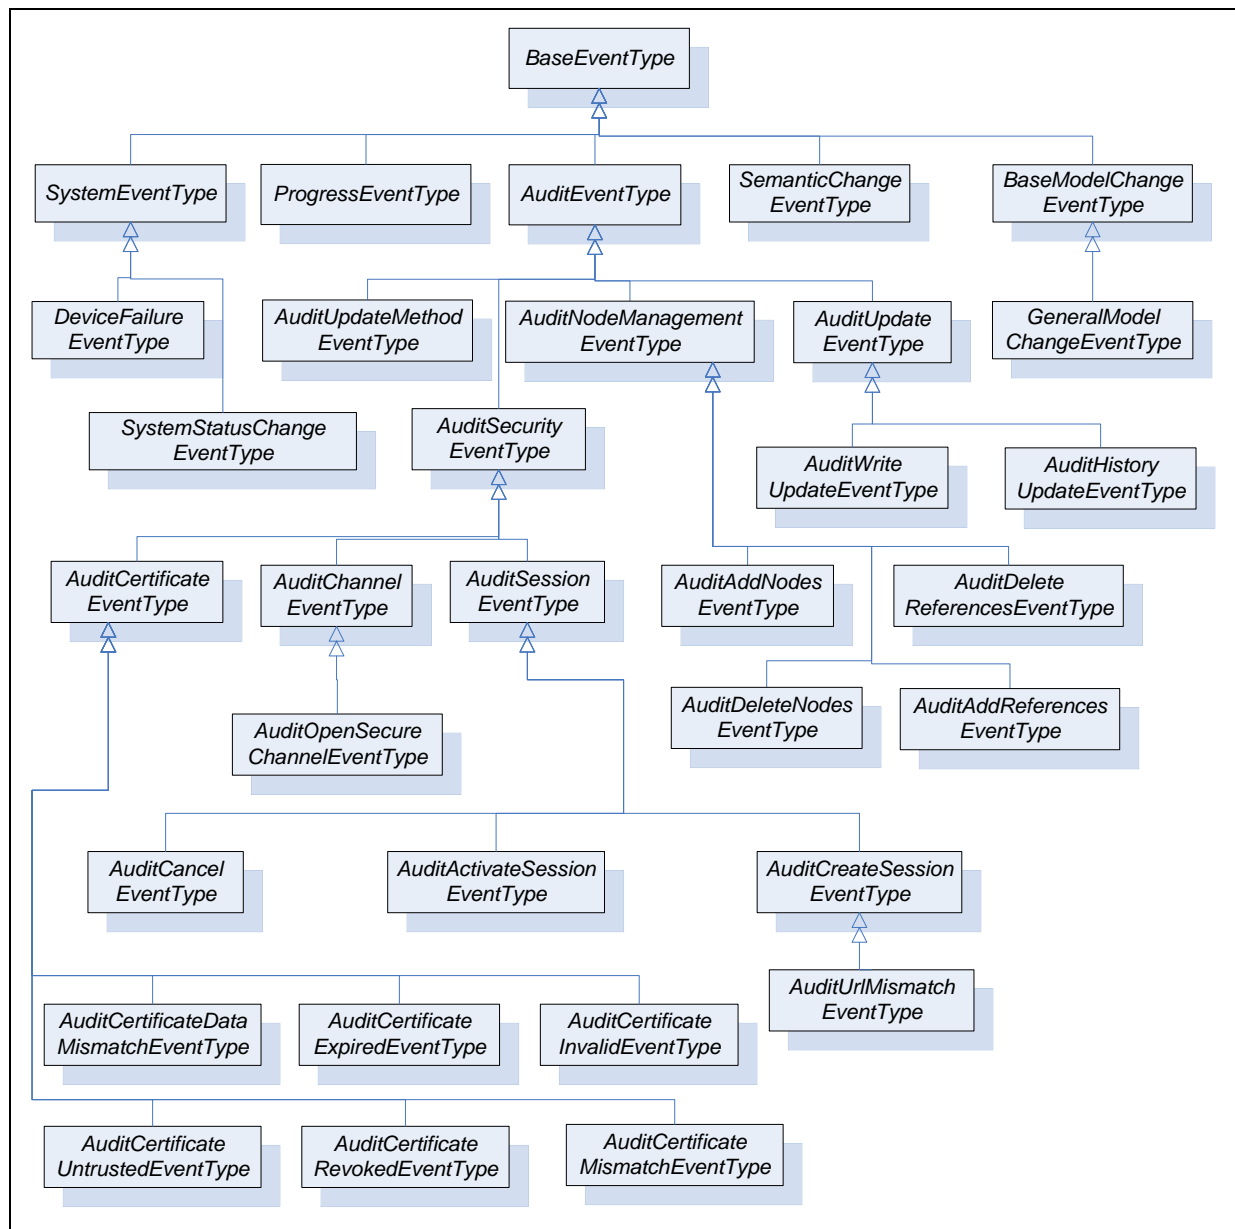 BaseEventType
SystemEventType
ProgressEventType
AuditEventType
SemanticChange
EventType
BaseModelChange
EventType
DeviceFailure
EventType
AuditUpdateMethod
EventType
AuditNodeManagement
EventType
AuditUpdate
EventType
GeneralModel
ChangeEventType
SystemStatusChange
EventType
AuditSecurity
EventType
AuditWrite
UpdateEventType
AuditHistory
UpdateEventType
AuditCertificate
EventType
AuditChannel
EventType
AuditSession
EventType
AuditAddNodes
EventType
AuditDelete
ReferencesEventType
AuditOpenSecure
ChannelEventType
AuditDeleteNodes
EventType
AuditAddReferences
EventType
AuditCancel
EventType
AuditActivateSession
EventType
AuditCreateSession
EventType
AuditUrlMismatch
EventType
AuditCertificateData
MismatchEventType
AuditCertificate
ExpiredEventType
AuditCertificate
InvalidEventType
AuditCertificate
UntrustedEventType
AuditCertificate
RevokedEventType
AuditCertificate
MismatchEventType